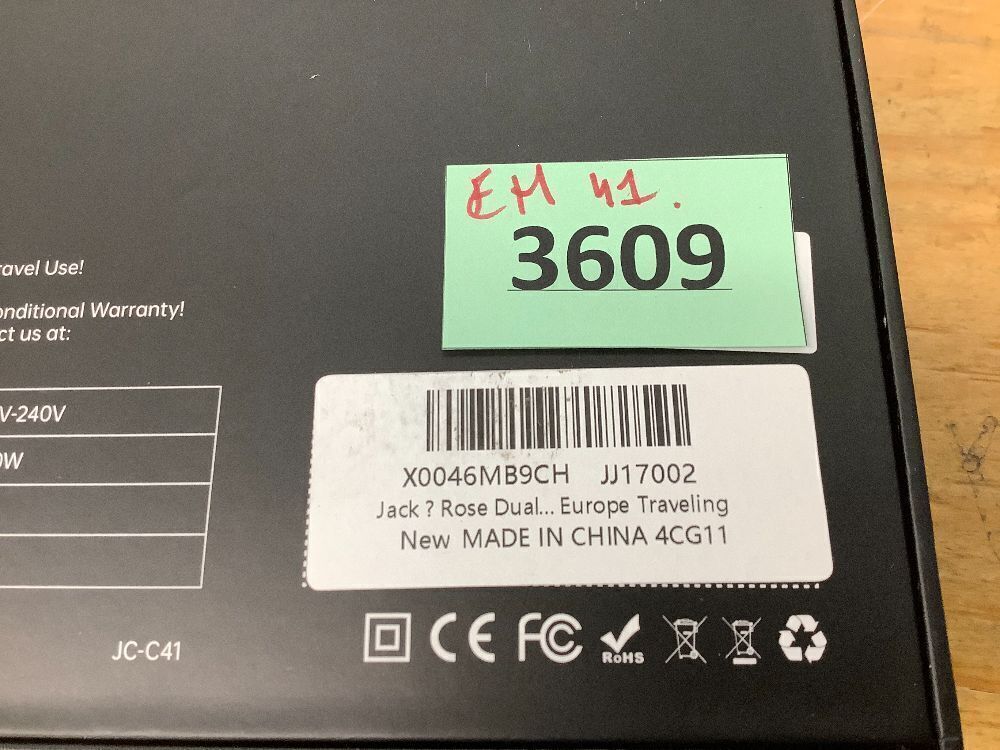 EM 41.
3609
ravel Use!
onditional Warranty!
ct us at:
V-240V
0W
X0046MB9CH JJ17002
Jack ? Rose Dual... Europe Traveling
New MADE IN CHINA 4CG11
JC-C41
CE FC RoHS